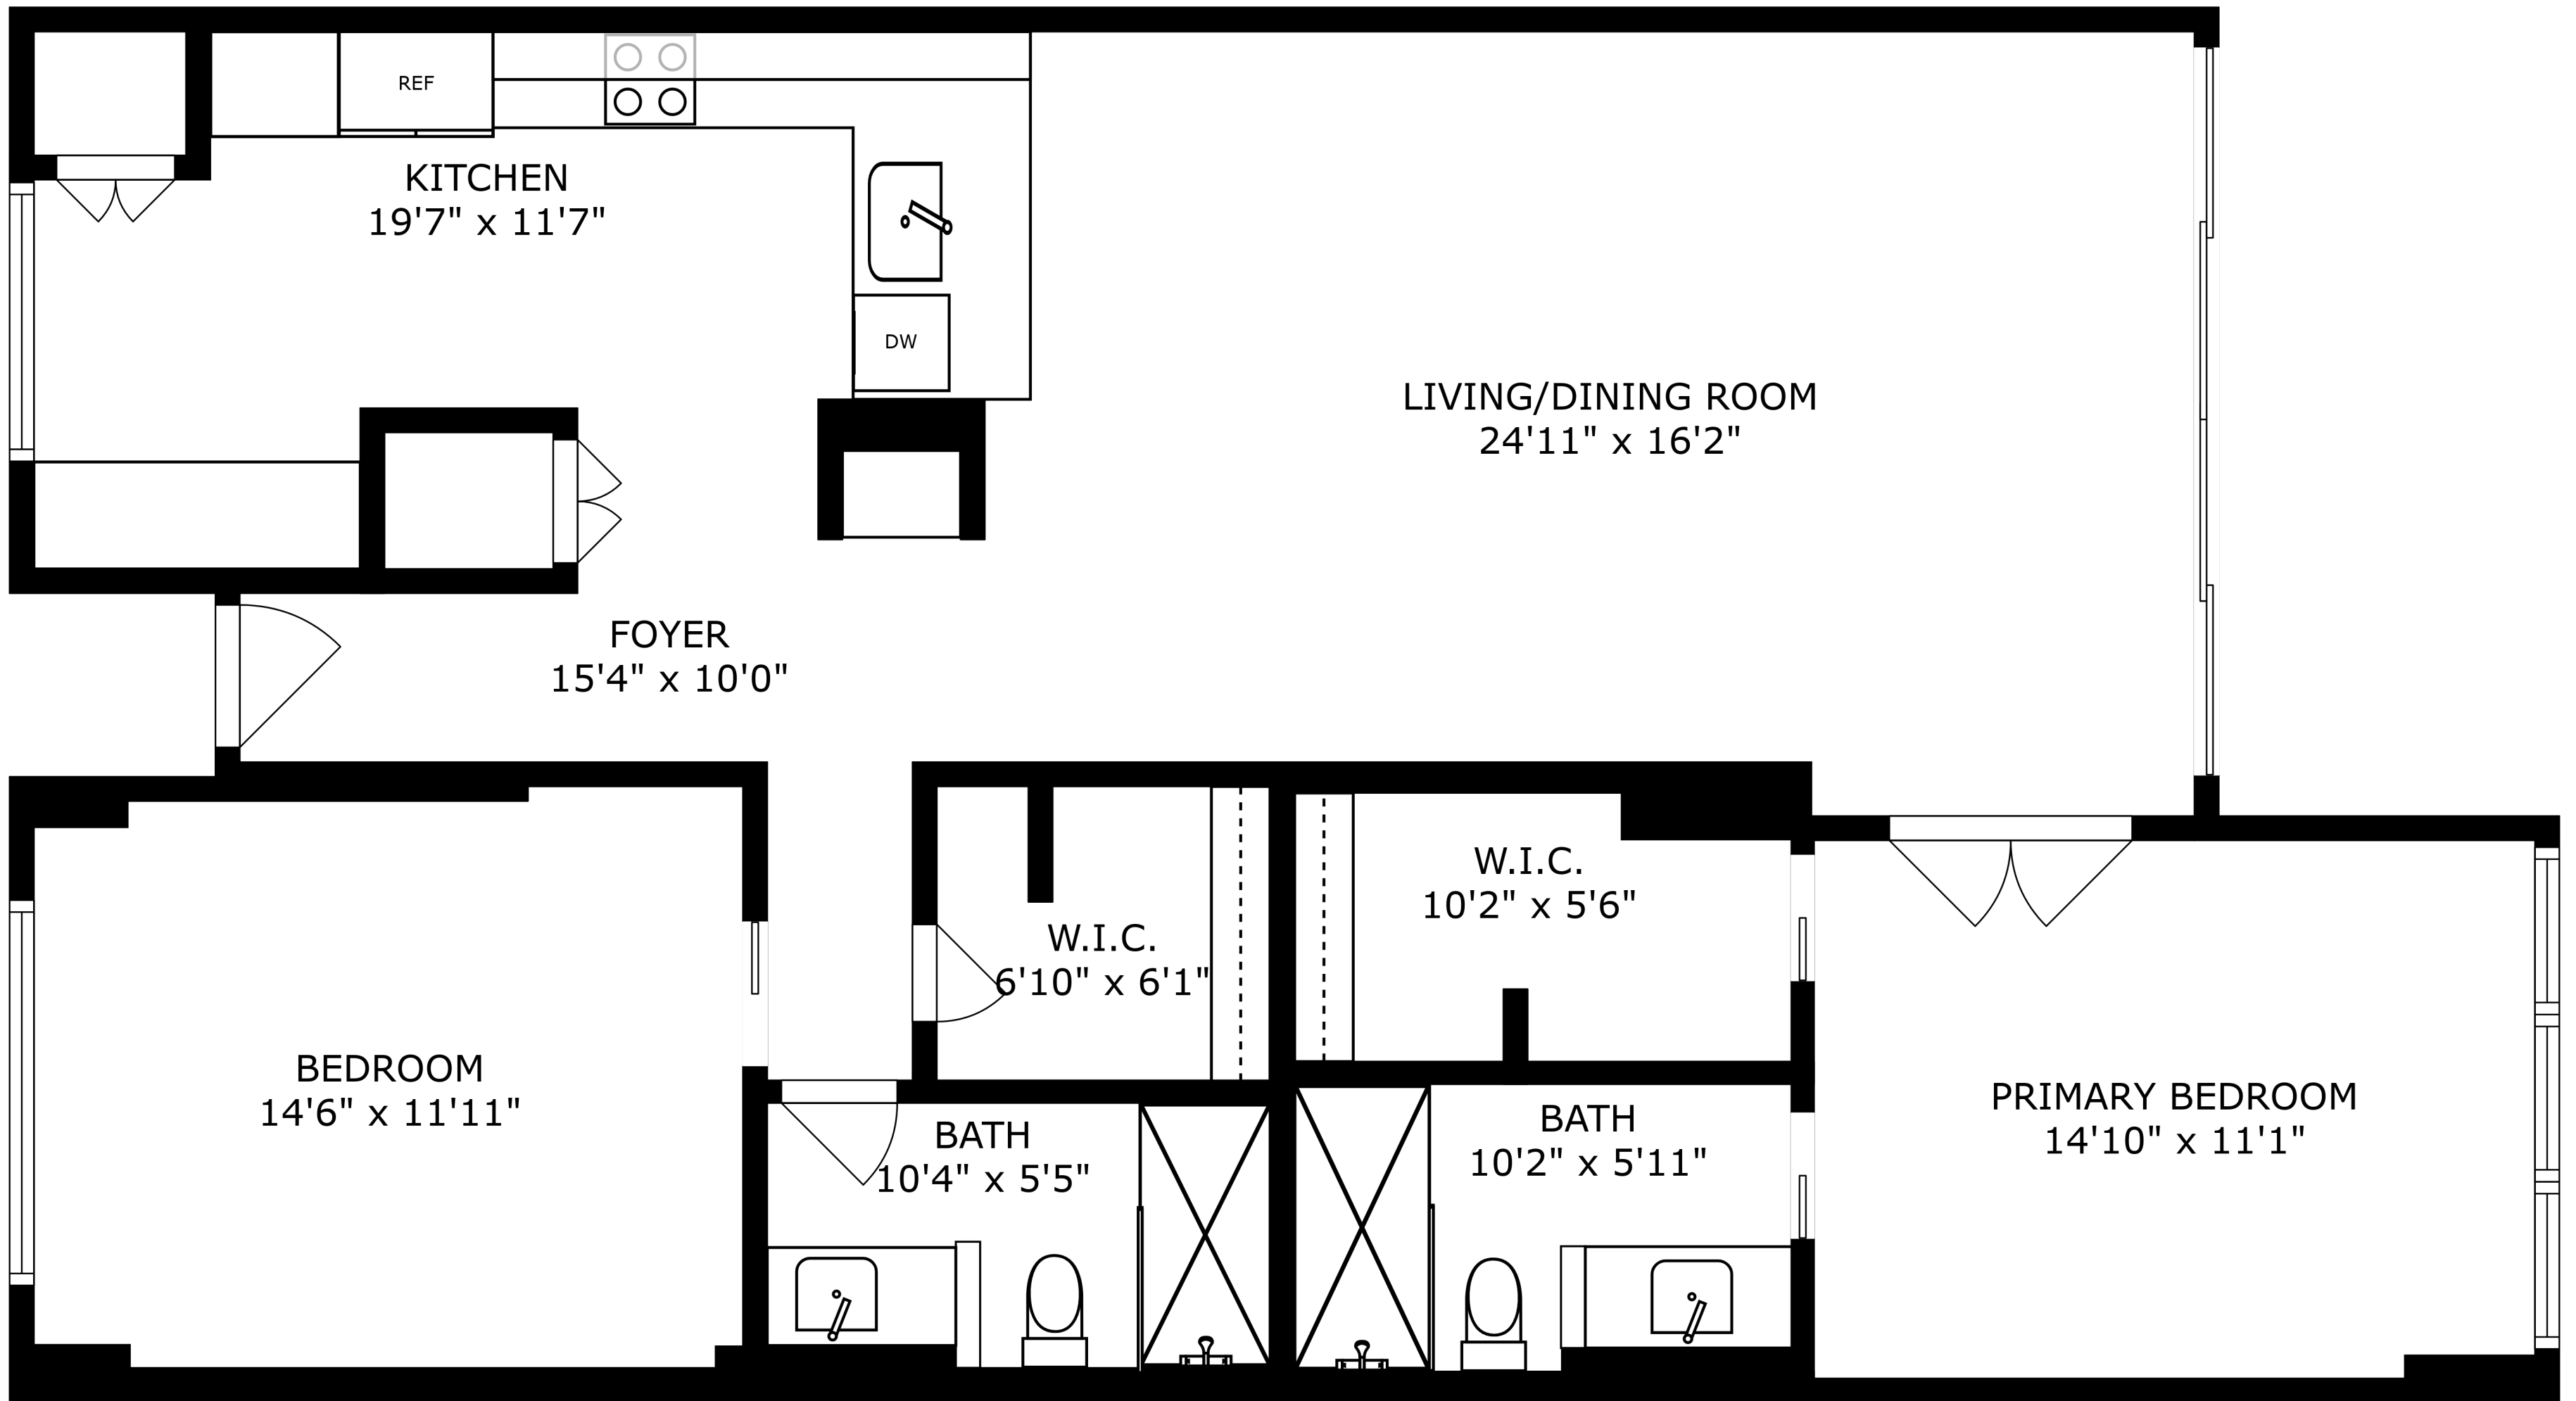 REF
KITCHEN
19'7" x 11'7"
DW
LIVING/DINING ROOM
24'11" x 16'2"
FOYER
15'4" x 10'0"
W.I.C.
10'2" x 5'6"
W.I.C.
6'10" x 6'1"
BEDROOM
14'6" x 11'11"
BATH
10'4" x 5'5"
BATH
10'2" x 5'11"
PRIMARY BEDROOM
14'10" x 11'1"